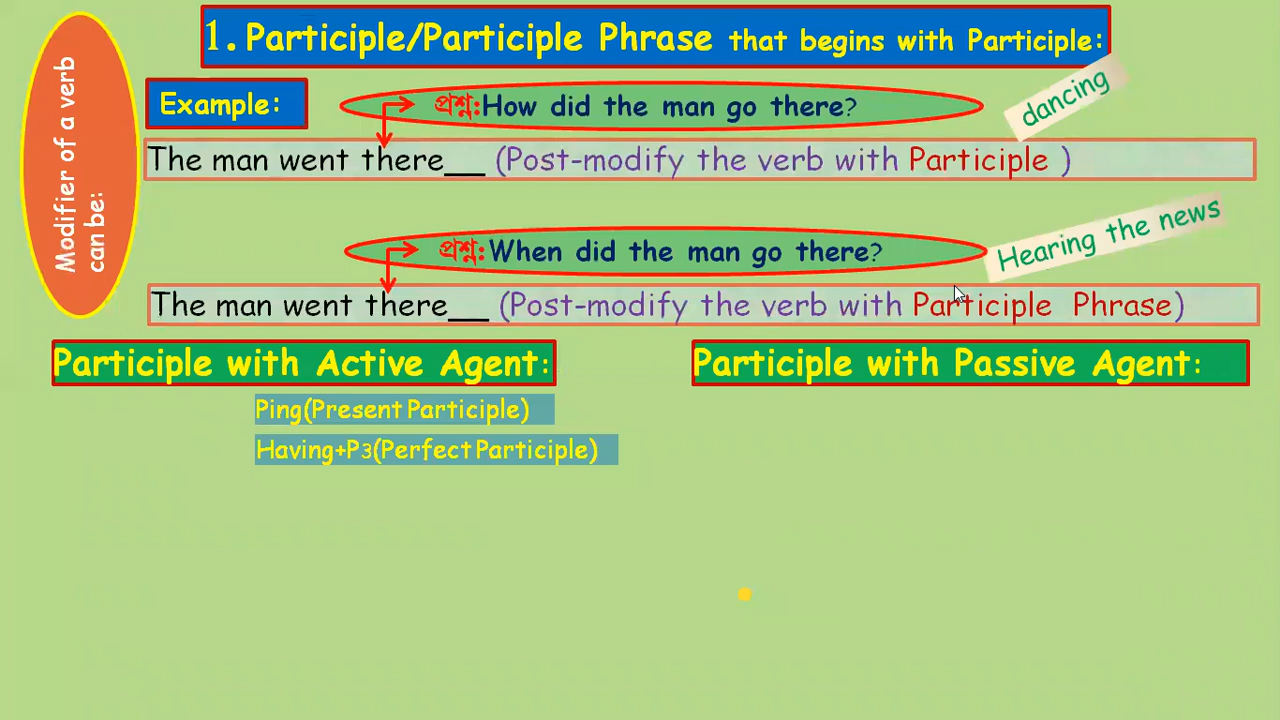 1. Participle/Participle Phrase that begins with Participle:
Modifier of a verb
can be:
Example:
প্রশ্ন:How did the man go there?
dancing
The man went there__ (Post-modify the verb with Participle )
প্রশ্ন:When did the man go there?
Hearing the news
The man went there__ (Post-modify the verb with Participle Phrase)
Participle with Active Agent:
Participle with Passive Agent:
Ping(Present Participle)
Having+P3(Perfect Participle)